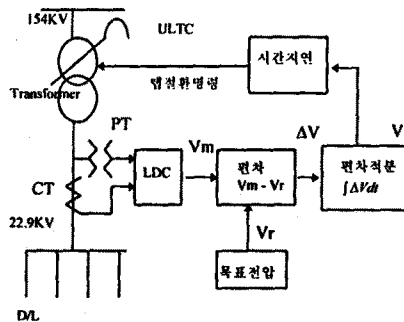 154KV
ULTC
시간지연
탭절환명령
Transformer
PT
CT
LDC
Vm
편차
Vm - Vr
ΔV
편차적분
∫ΔVdt
V
22.9KV
Vr
목표전압
D/L